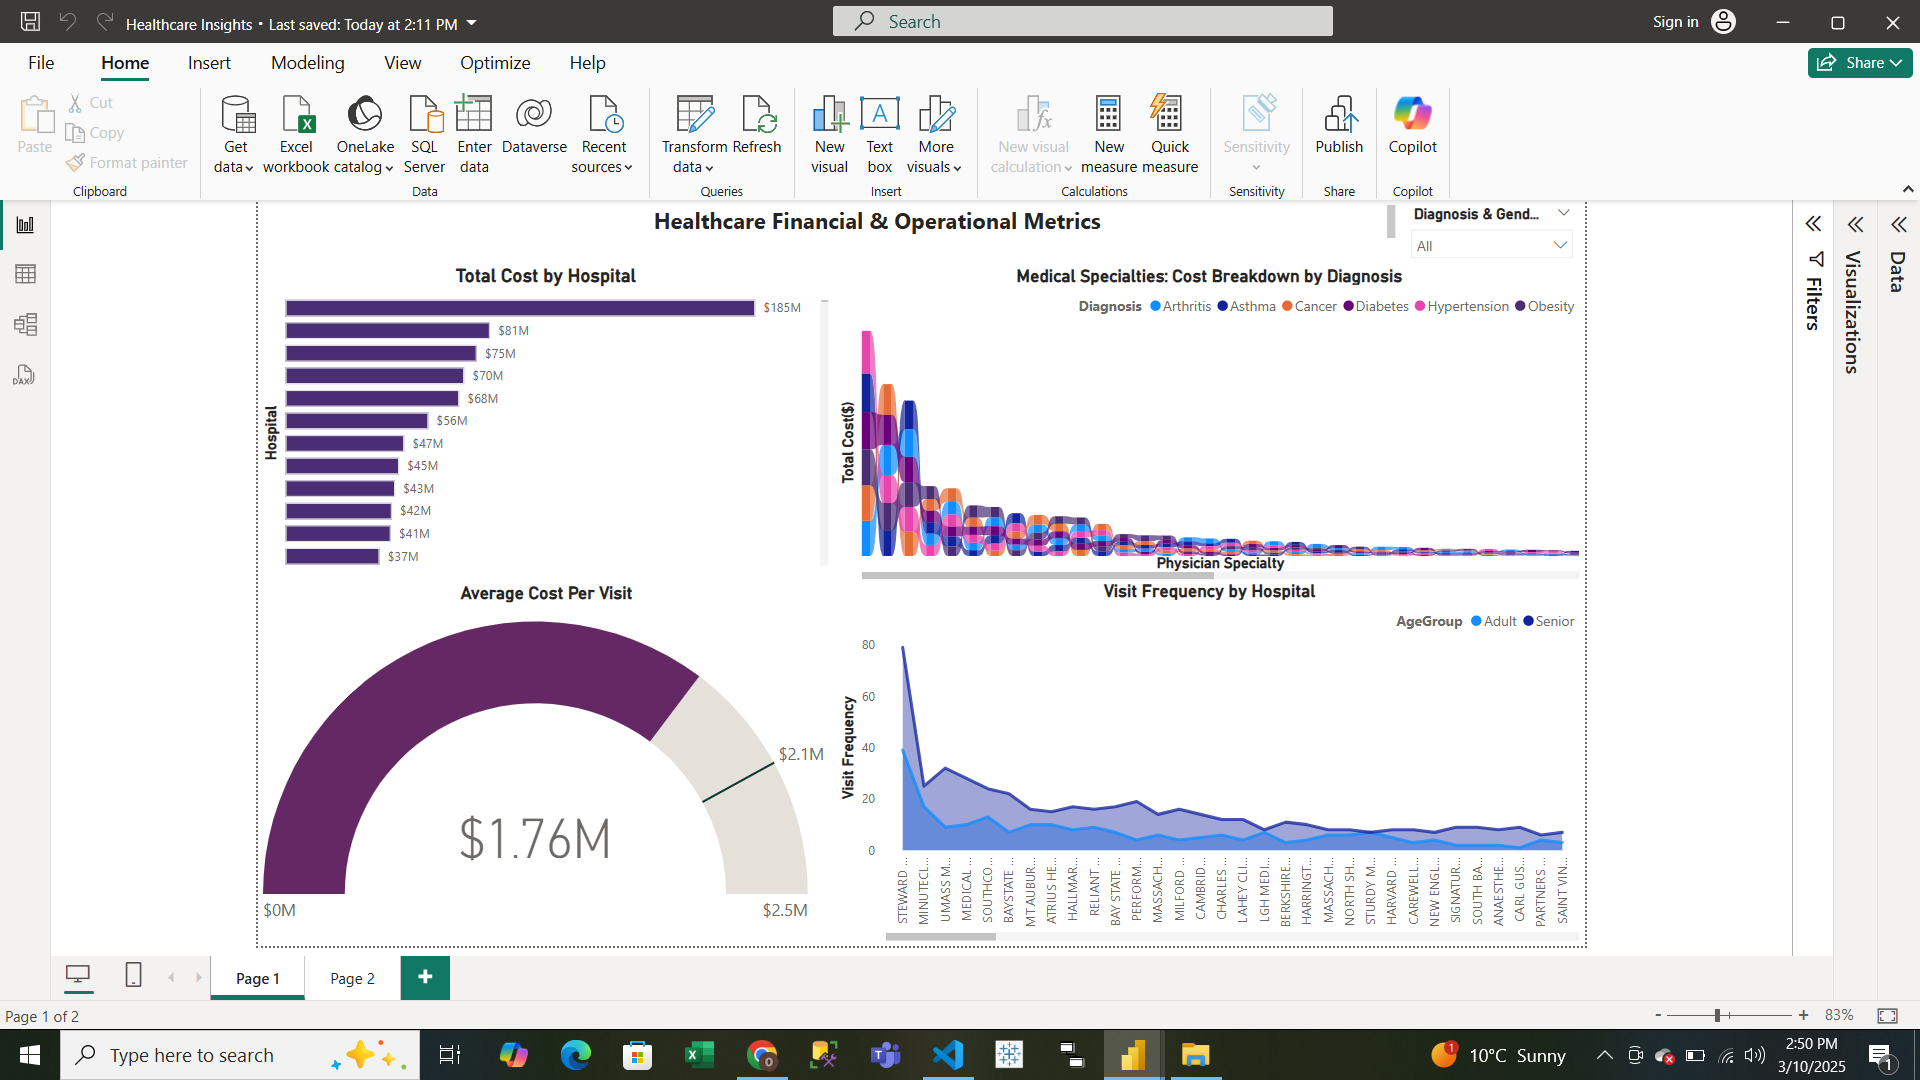 Healthcare Insights • Last saved: Today at 2:11 PM
Search
Sign in
File
Home
Insert
Modeling
View
Optimize
Help
Share
Paste
Cut
Copy
Format painter
Clipboard
Get data
Excel workbook
OneLake catalog
SQL Server
Enter data
Dataverse
Recent sources
Data
Transform data
Refresh
Queries
New visual
Text box
More visuals
Insert
New visual calculation
New measure
Quick measure
Calculations
Sensitivity
Sensitivity
Publish
Share
Copilot
Copilot
DAX
Healthcare Financial & Operational Metrics
Diagnosis & Gend...
All
Filters
Visualizations
Data
Total Cost by Hospital
Hospital
$185M
$81M
$75M
$70M
$68M
$56M
$47M
$45M
$43M
$42M
$41M
$37M
Medical Specialties: Cost Breakdown by Diagnosis
Diagnosis Arthritis Asthma Cancer Diabetes Hypertension Obesity
Total Cost($)
Physician Specialty
Average Cost Per Visit
$2.1M
$1.76M
$0M
$2.5M
Visit Frequency by Hospital
AgeGroup Adult Senior
Visit Frequency
80
60
40
20
0
STEWARD ...
MINUTECL...
UMASS M...
MEDICAL ...
SOUTHCO...
BAYSTATE ...
MT AUBUR...
ATRIUS HE...
HALLMAR...
RELIANT ...
BAY STATE ...
PERFORM...
MASSACH...
MILFORD ...
CAMBRID...
CHARLES ...
LAHEY CLI...
LGH MEDI...
BERKSHIRE...
HARRINGT...
MASSACH...
NORTH SH...
STURDY M...
HARVARD ...
CAREWELL...
NEW ENGL...
SIGNATUR...
SOUTH BA...
ANAESTHE...
CARL GUS...
PARTNERS ...
SAINT VIN...
Page 1
Page 2
+
Page 1 of 2
- + 83%
Type here to search
1
10°C Sunny
2:50 PM
3/10/2025
1